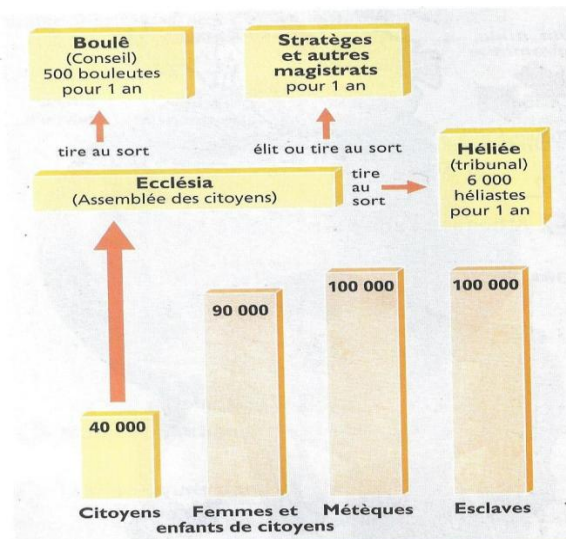 Boulê
(Conseil)
500 bouleutes
pour 1 an
Stratèges
et autres
magistrats
pour 1 an
tire au sort
élit ou tire au sort
Héliée
(tribunal)
6 000
héliastes
pour 1 an
Ecclésia
(Assemblée des citoyens)
tire
au
sort
40 000
90 000
100 000
100 000
Citoyens
Femmes et
enfants de citoyens
Métèques
Esclaves